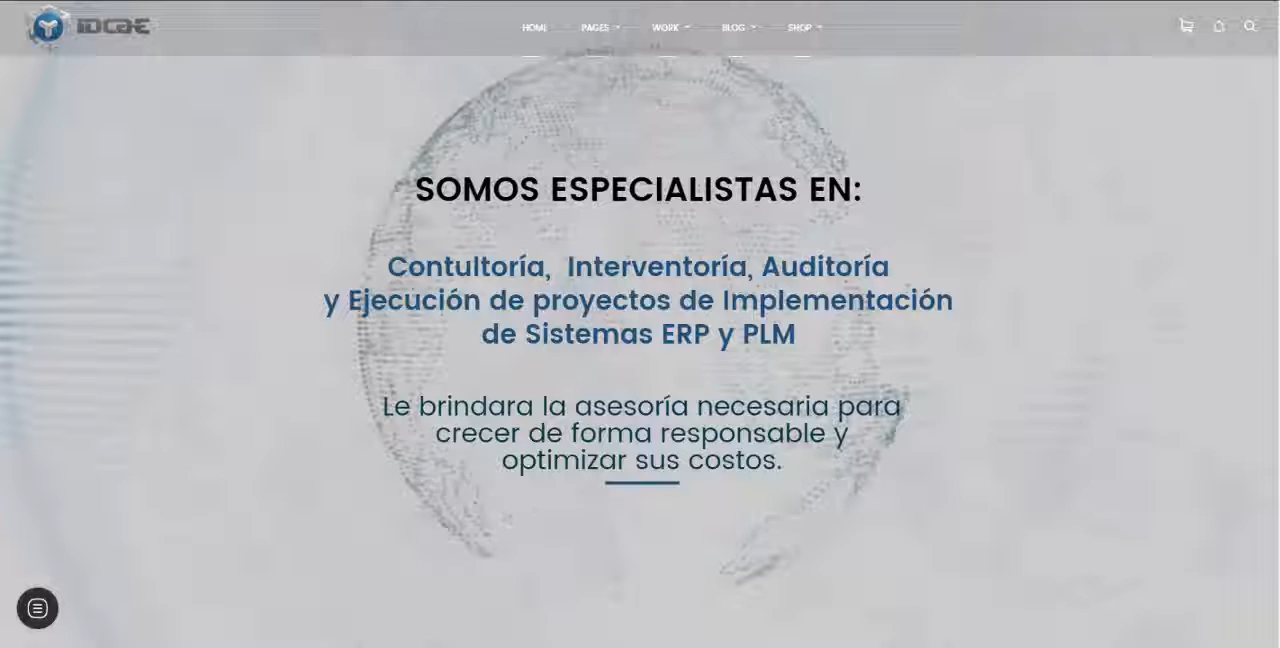 HOME PAGES WORK BLOG SHOP
SOMOS ESPECIALISTAS EN:
Contultoría, Interventoría, Auditoría
y Ejecución de proyectos de Implementación
de Sistemas ERP y PLM
Le brindara la asesoría necesaria para
crecer de forma responsable y
optimizar sus costos.